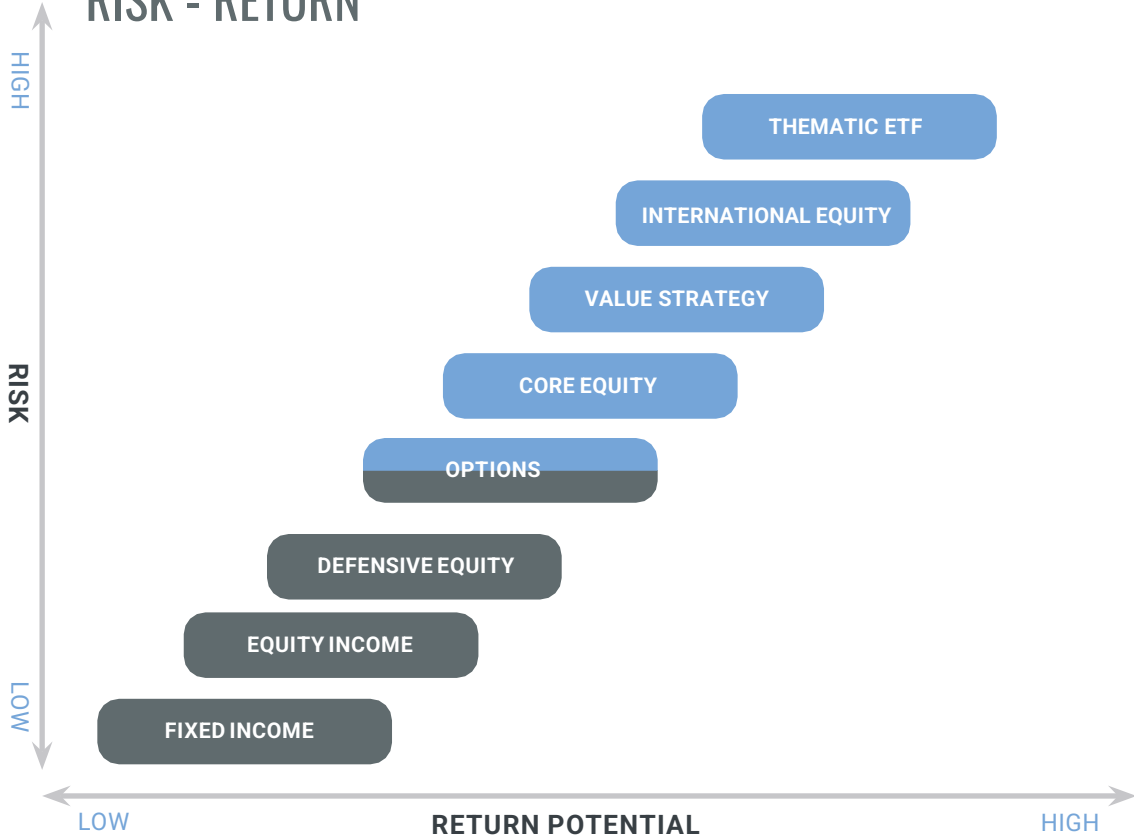 RISK - RETURN
HIGH
THEMATIC ETF
INTERNATIONAL EQUITY
VALUE STRATEGY
RISK
CORE EQUITY
OPTIONS
DEFENSIVE EQUITY
EQUITY INCOME
LOW
FIXED INCOME
LOW
RETURN POTENTIAL
HIGH